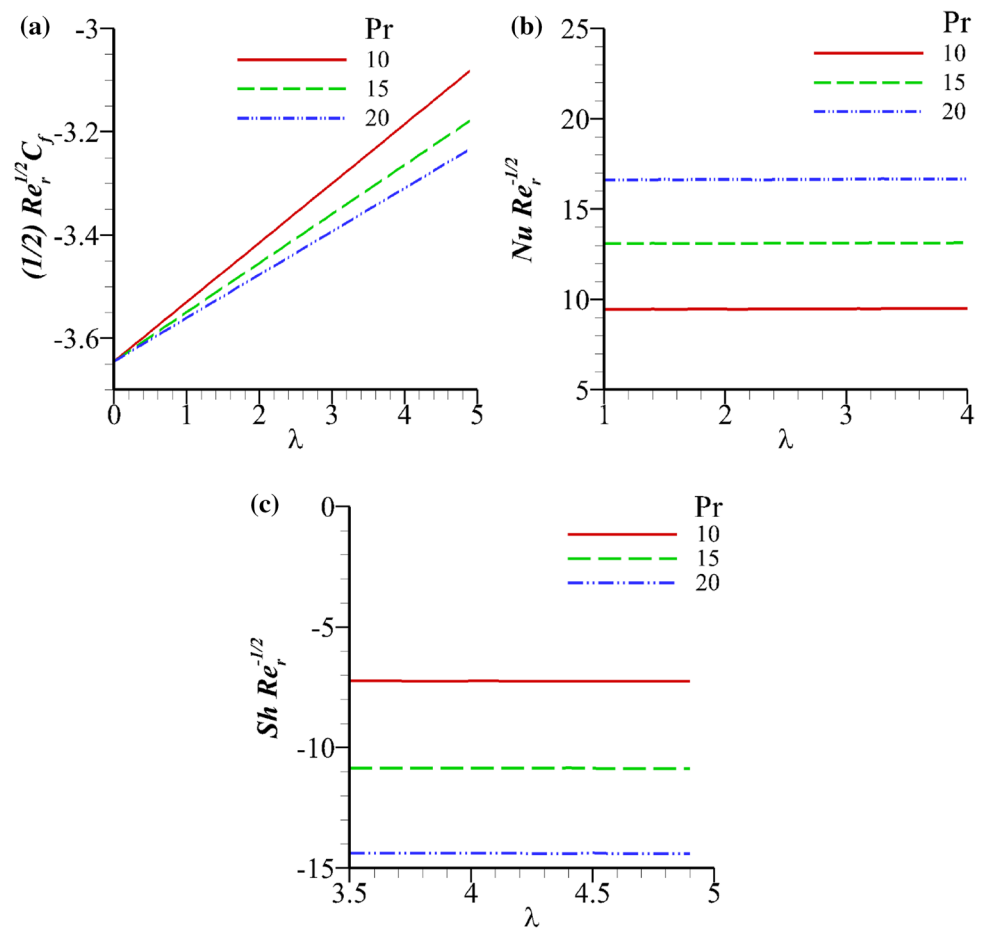 (a)
(1/2) Re_r^{1/2} C_f
-3
-3.2
-3.4
-3.6
0 1 2 3 4 5
λ
Pr
10
15
20
(b)
Nu Re_r^{-1/2}
25
20
15
10
5
1 2 3 4
λ
Pr
10
15
20
(c)
Sh Re_r^{-1/2}
0
-5
-10
-15
3.5 4 4.5 5
λ
Pr
10
15
20